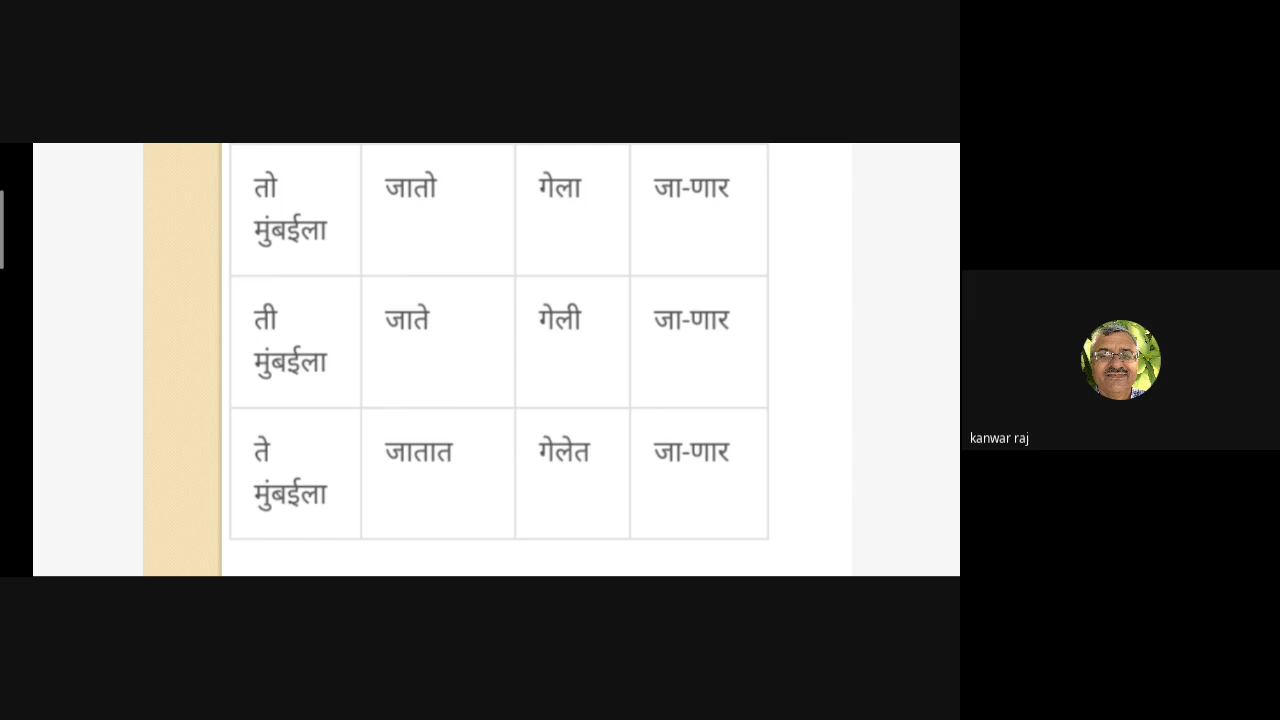 तो जातो गेला जा-णार
मुंबईला
ती जाते गेली जा-णार
मुंबईला
ते जातात गेलेत जा-णार
मुंबईला
kanwar raj